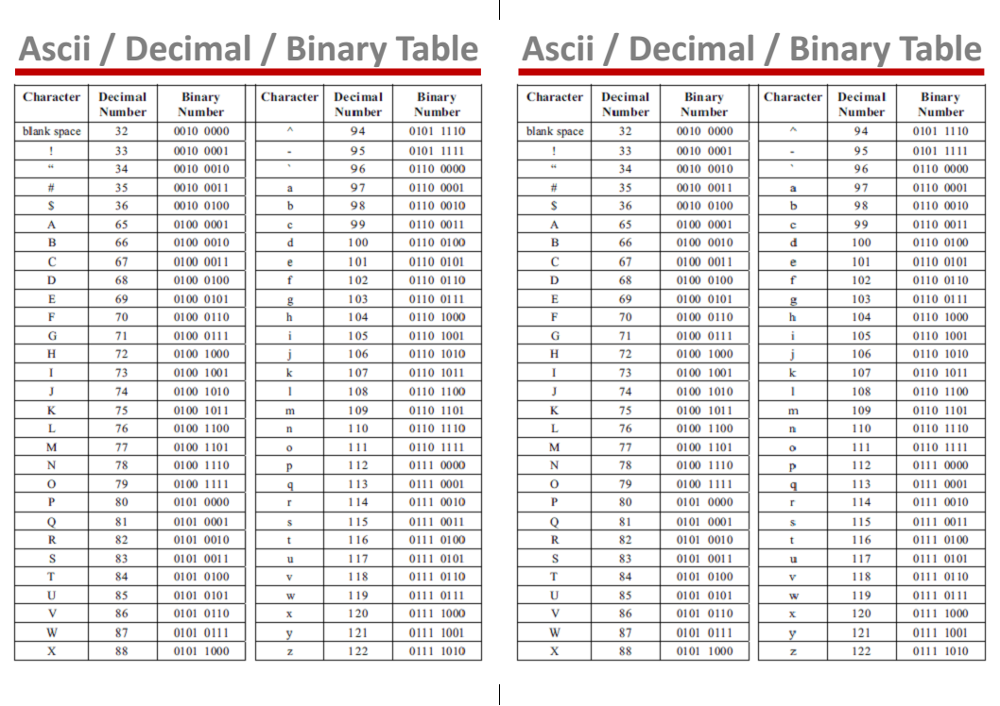 Ascii / Decimal / Binary Table
Character Decimal Number Binary Number Character Decimal Number Binary Number
blank space 32 0010 0000 ^ 94 0101 1110
! 33 0010 0001 - 95 0101 1111
“ 34 0010 0010 ` 96 0110 0000
# 35 0010 0011 a 97 0110 0001
$ 36 0010 0100 b 98 0110 0010
A 65 0100 0001 c 99 0110 0011
B 66 0100 0010 d 100 0110 0100
C 67 0100 0011 e 101 0110 0101
D 68 0100 0100 f 102 0110 0110
E 69 0100 0101 g 103 0110 0111
F 70 0100 0110 h 104 0110 1000
G 71 0100 0111 i 105 0110 1001
H 72 0100 1000 j 106 0110 1010
I 73 0100 1001 k 107 0110 1011
J 74 0100 1010 l 108 0110 1100
K 75 0100 1011 m 109 0110 1101
L 76 0100 1100 n 110 0110 1110
M 77 0100 1101 o 111 0110 1111
N 78 0100 1110 p 112 0111 0000
O 79 0100 1111 q 113 0111 0001
P 80 0101 0000 r 114 0111 0010
Q 81 0101 0001 s 115 0111 0011
R 82 0101 0010 t 116 0111 0100
S 83 0101 0011 u 117 0111 0101
T 84 0101 0100 v 118 0111 0110
U 85 0101 0101 w 119 0111 0111
V 86 0101 0110 x 120 0111 1000
W 87 0101 0111 y 121 0111 1001
X 88 0101 1000 z 122 0111 1010
Ascii / Decimal / Binary Table
Character Decimal Number Binary Number Character Decimal Number Binary Number
blank space 32 0010 0000 ^ 94 0101 1110
! 33 0010 0001 - 95 0101 1111
“ 34 0010 0010 ` 96 0110 0000
# 35 0010 0011 a 97 0110 0001
$ 36 0010 0100 b 98 0110 0010
A 65 0100 0001 c 99 0110 0011
B 66 0100 0010 d 100 0110 0100
C 67 0100 0011 e 101 0110 0101
D 68 0100 0100 f 102 0110 0110
E 69 0100 0101 g 103 0110 0111
F 70 0100 0110 h 104 0110 1000
G 71 0100 0111 i 105 0110 1001
H 72 0100 1000 j 106 0110 1010
I 73 0100 1001 k 107 0110 1011
J 74 0100 1010 l 108 0110 1100
K 75 0100 1011 m 109 0110 1101
L 76 0100 1100 n 110 0110 1110
M 77 0100 1101 o 111 0110 1111
N 78 0100 1110 p 112 0111 0000
O 79 0100 1111 q 113 0111 0001
P 80 0101 0000 r 114 0111 0010
Q 81 0101 0001 s 115 0111 0011
R 82 0101 0010 t 116 0111 0100
S 83 0101 0011 u 117 0111 0101
T 84 0101 0100 v 118 0111 0110
U 85 0101 0101 w 119 0111 0111
V 86 0101 0110 x 120 0111 1000
W 87 0101 0111 y 121 0111 1001
X 88 0101 1000 z 122 0111 1010